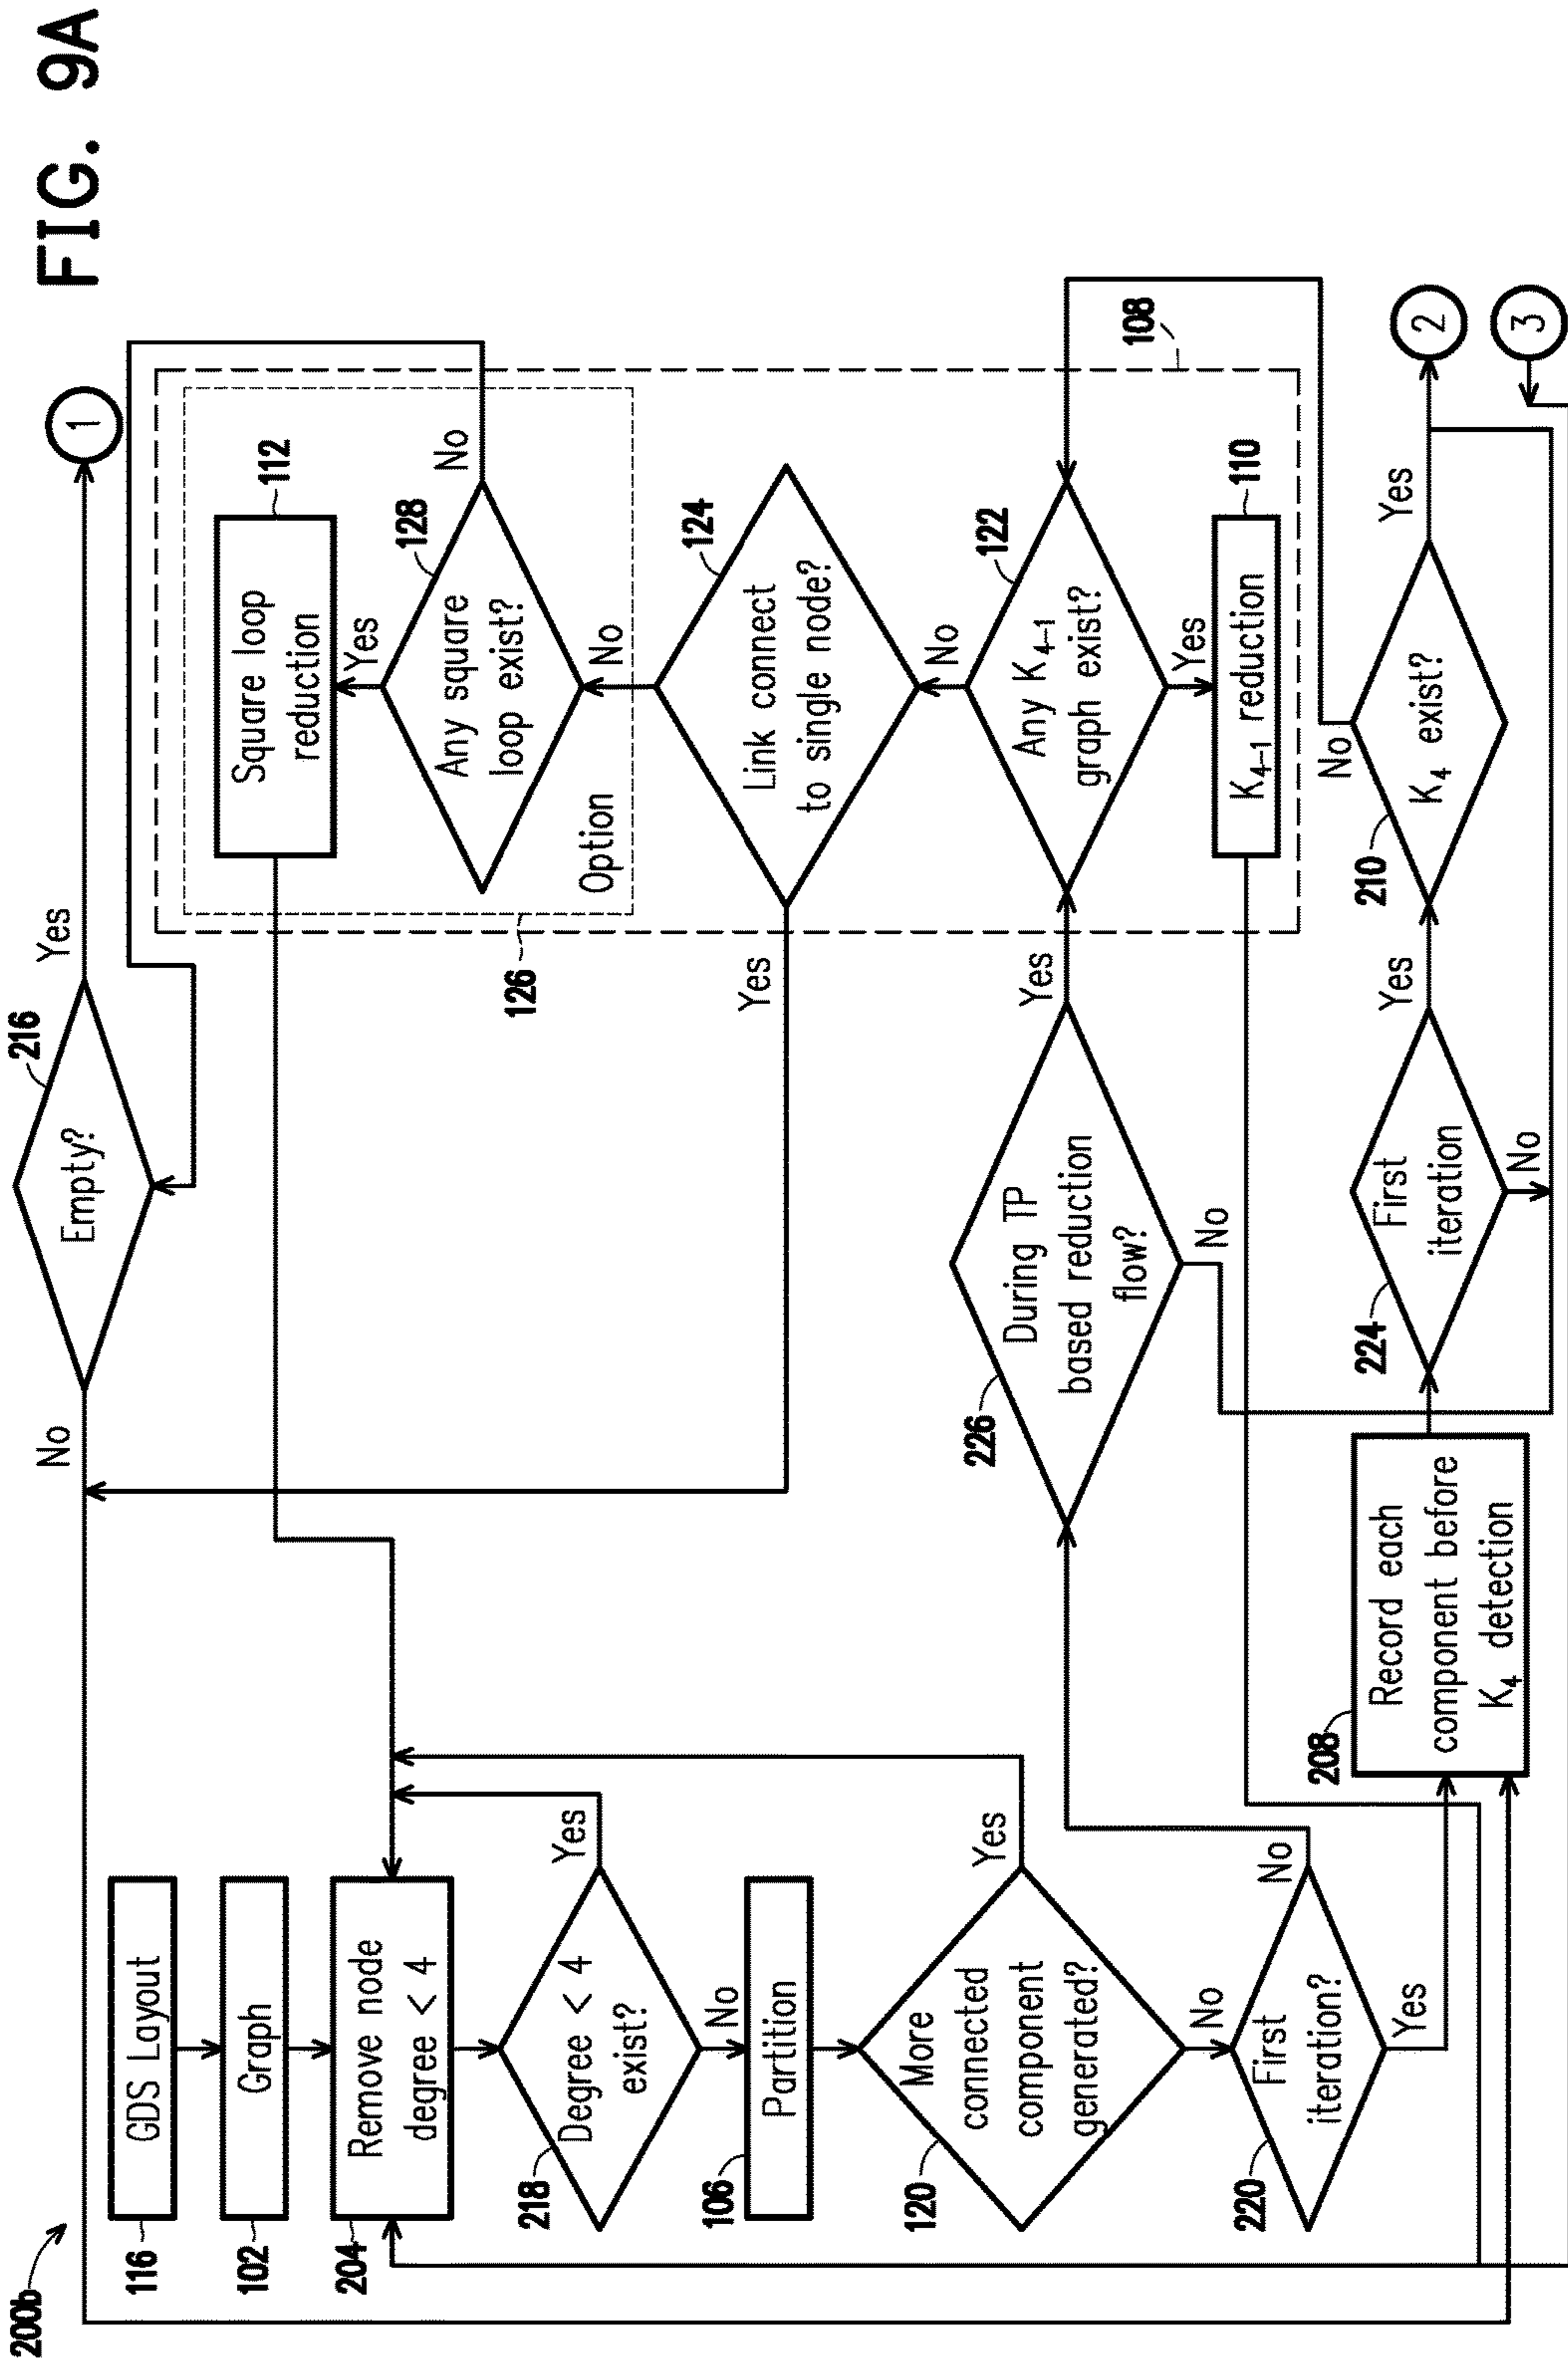 FIG. 9A
200b
116
GDS Layout
102
Graph
204
Remove node
degree < 4
218
Degree < 4
exist?
Yes
No
106
Partition
120
More
connected
component
generated?
Yes
No
220
First
iteration?
No
Yes
216
Empty?
No
Yes
1
112
Square loop
reduction
Yes
128
Any square
loop exist?
No
Option
126
No
124
Link connect
to single node?
Yes
No
122
Any K4-1
graph exist?
Yes
110
K4-1 reduction
108
226
During TP
based reduction
flow?
Yes
No
208
Record each
component before
K4 detection
224
First
iteration
Yes
No
210
K4 exist?
No
Yes
2
3